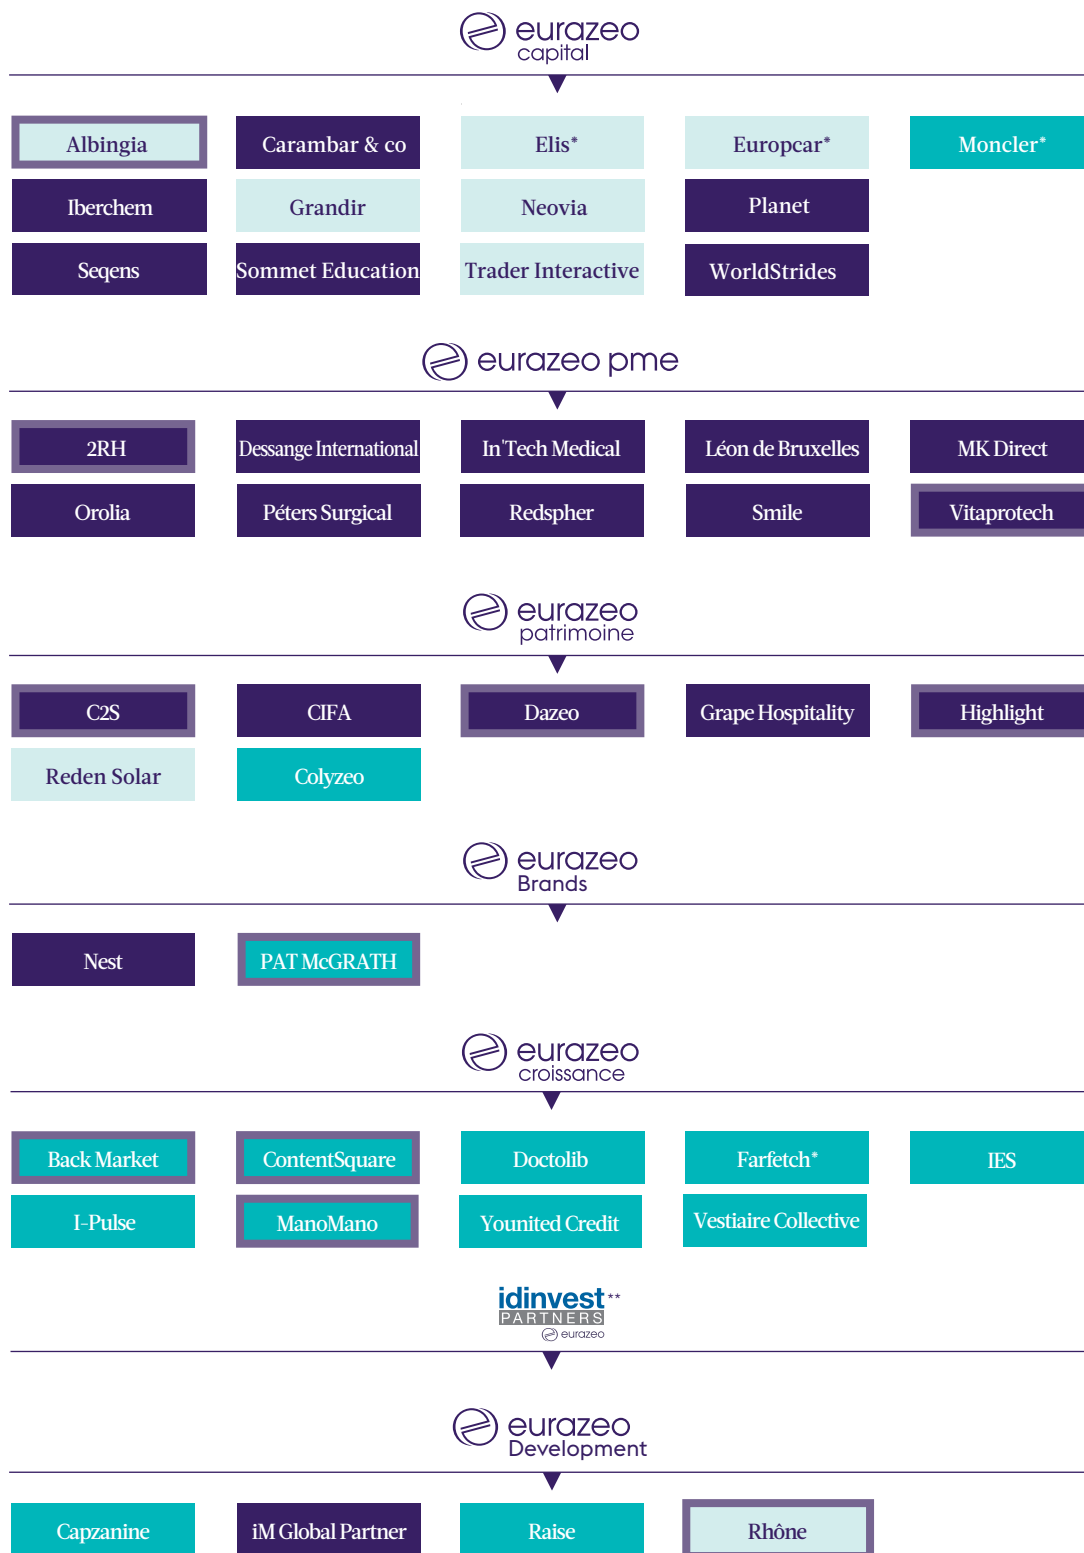 eurazeo
capital
Albingia
Carambar & co
Elis*
Europcar*
Moncler*
Iberchem
Grandir
Neovia
Planet
Seqens
Sommet Education
Trader Interactive
WorldStrides
eurazeo pme
2RH
Dessange International
In'Tech Medical
Léon de Bruxelles
MK Direct
Orolia
Péters Surgical
Redspher
Smile
Vitaprotech
eurazeo
patrimoine
C2S
CIFA
Dazeo
Grape Hospitality
Highlight
Reden Solar
Colyzeo
eurazeo
Brands
Nest
PAT McGRATH
eurazeo
croissance
Back Market
ContentSquare
Doctolib
Farfetch*
IES
I-Pulse
ManoMano
Younited Credit
Vestiaire Collective
idinvest **
PARTNERS
eurazeo
eurazeo
Development
Capzanine
iM Global Partner
Raise
Rhône